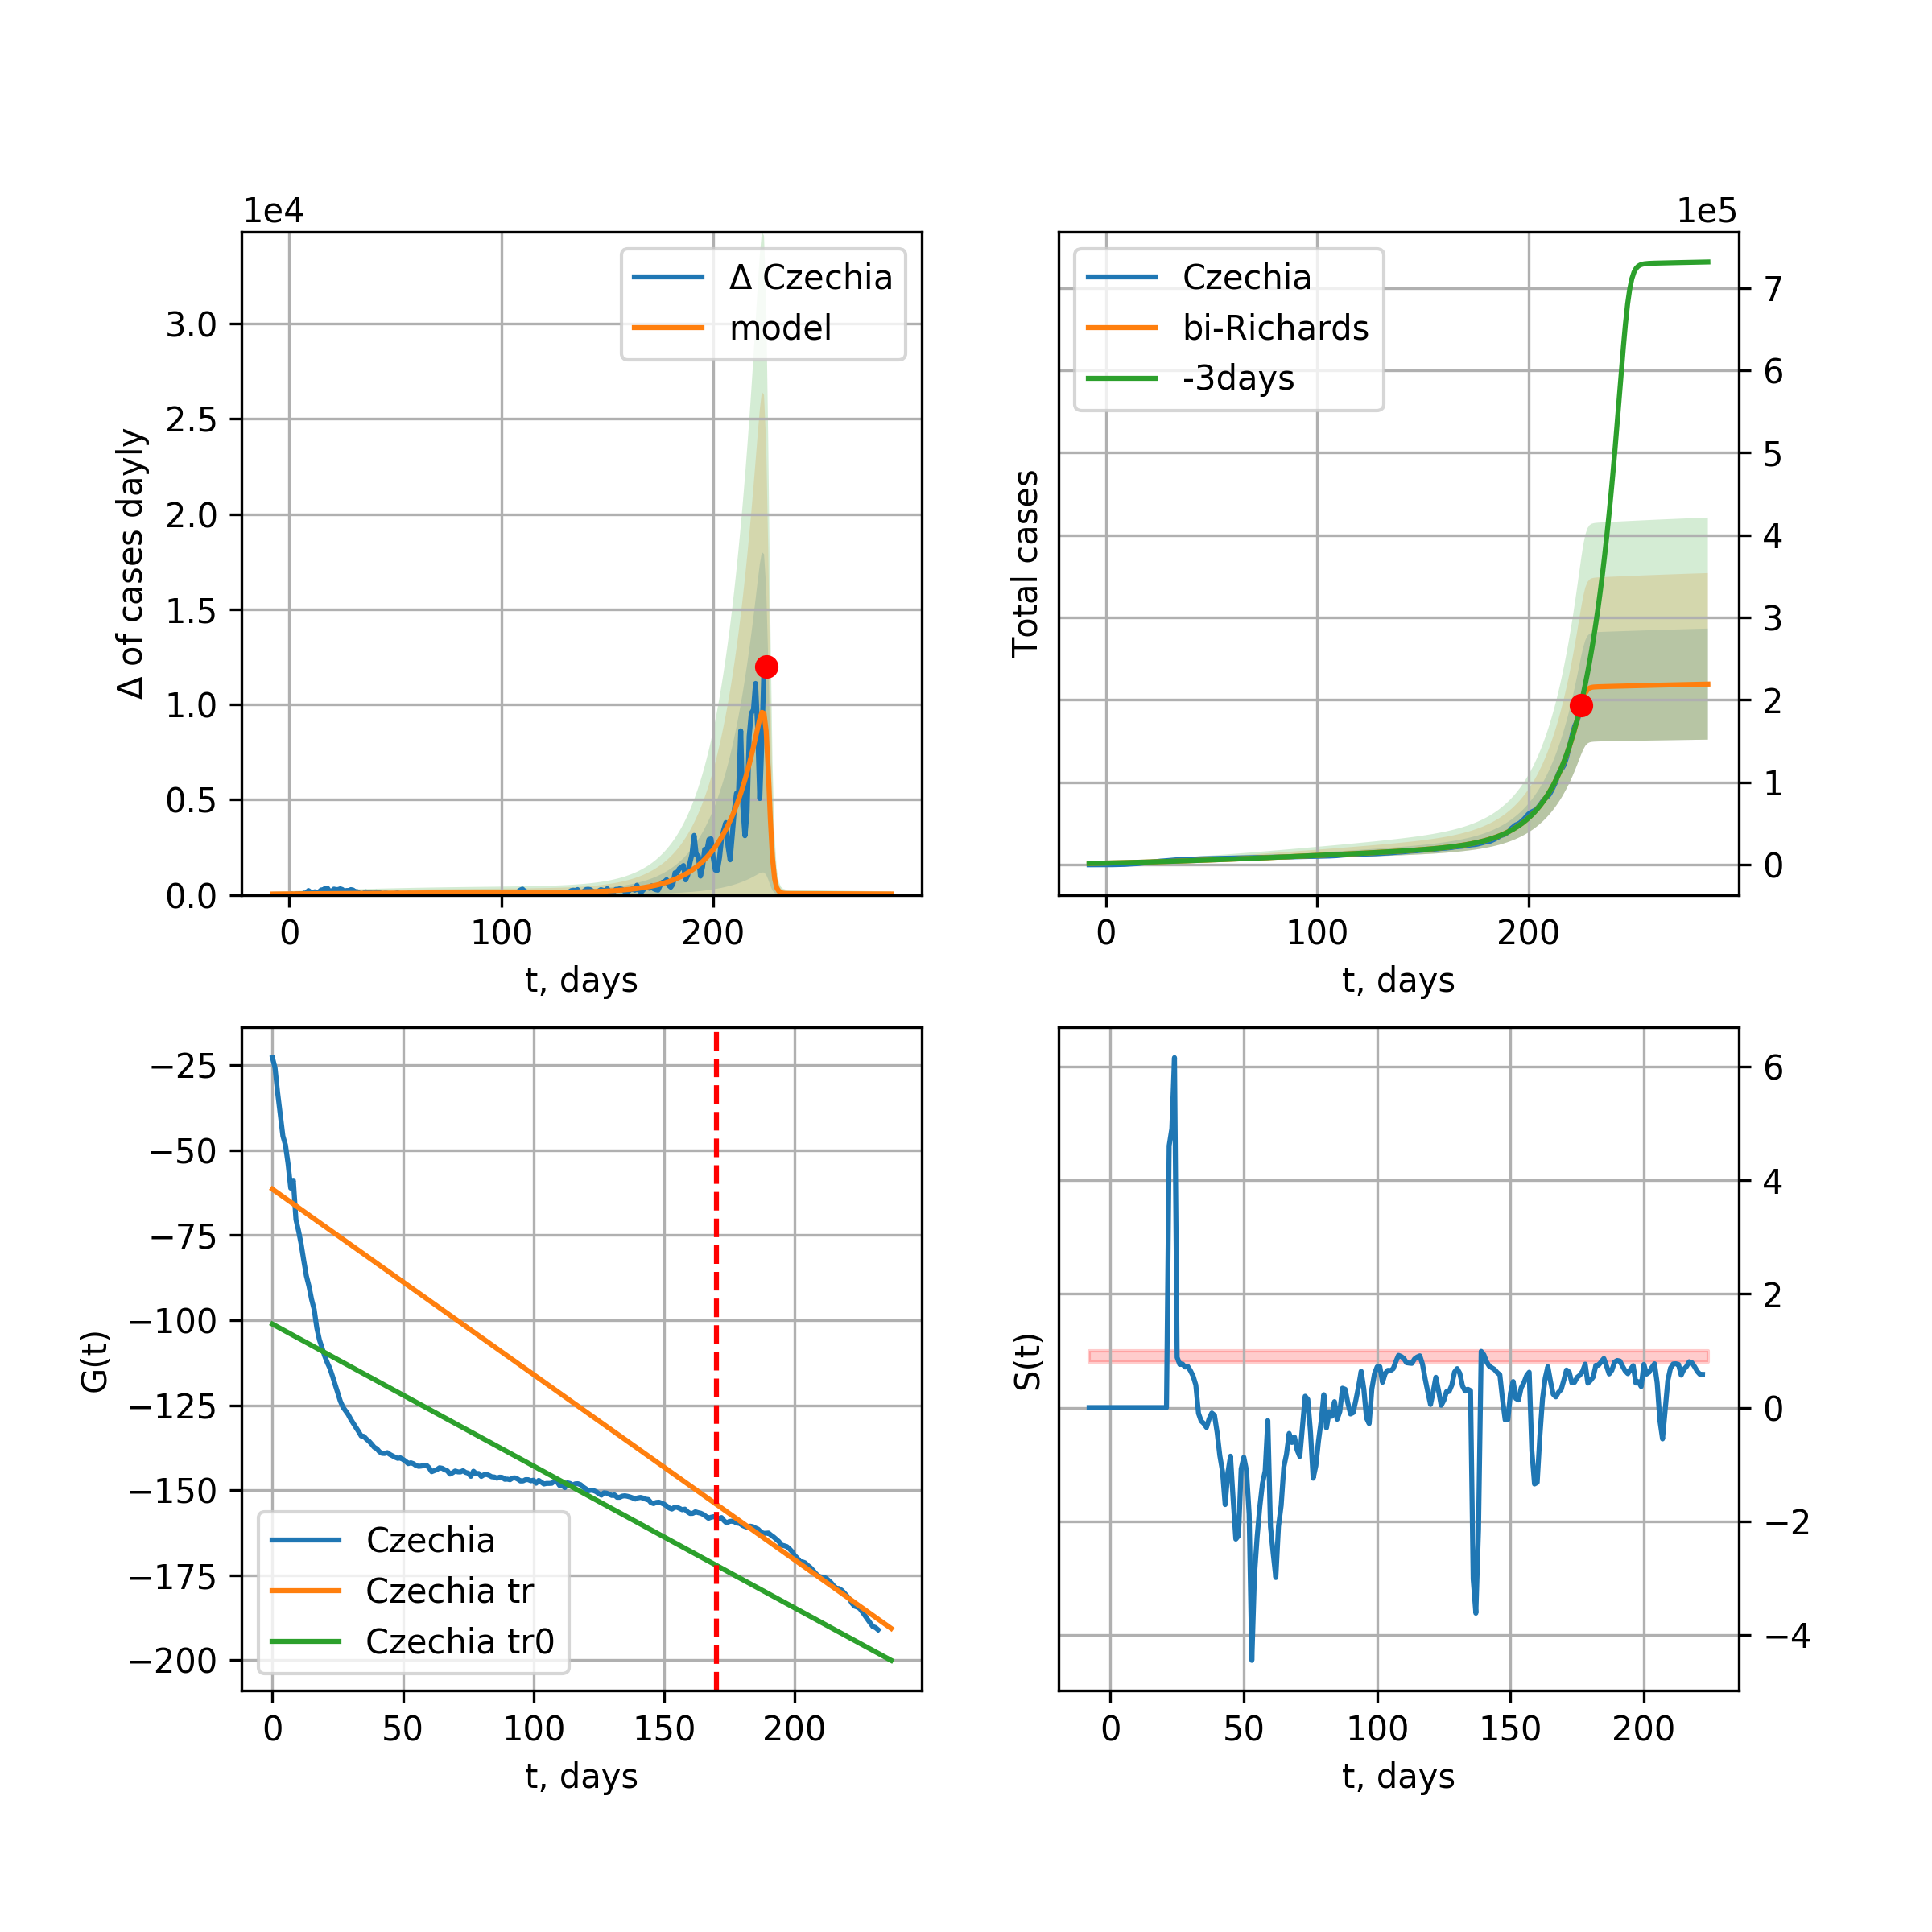 1e4
Δ Czechia
model
3.0
2.5
2.0
1.5
1.0
0.5
0.0
Δ of cases dayly
0 100 200
t, days
1e5
Czechia
bi-Richards
-3days
7
6
5
4
3
2
1
0
Total cases
0 100 200
t, days
−25
−50
−75
−100
−125
−150
−175
−200
G(t)
Czechia
Czechia tr
Czechia tr0
0 50 100 150 200
t, days
6
4
2
0
−2
−4
S(t)
0 50 100 150 200
t, days